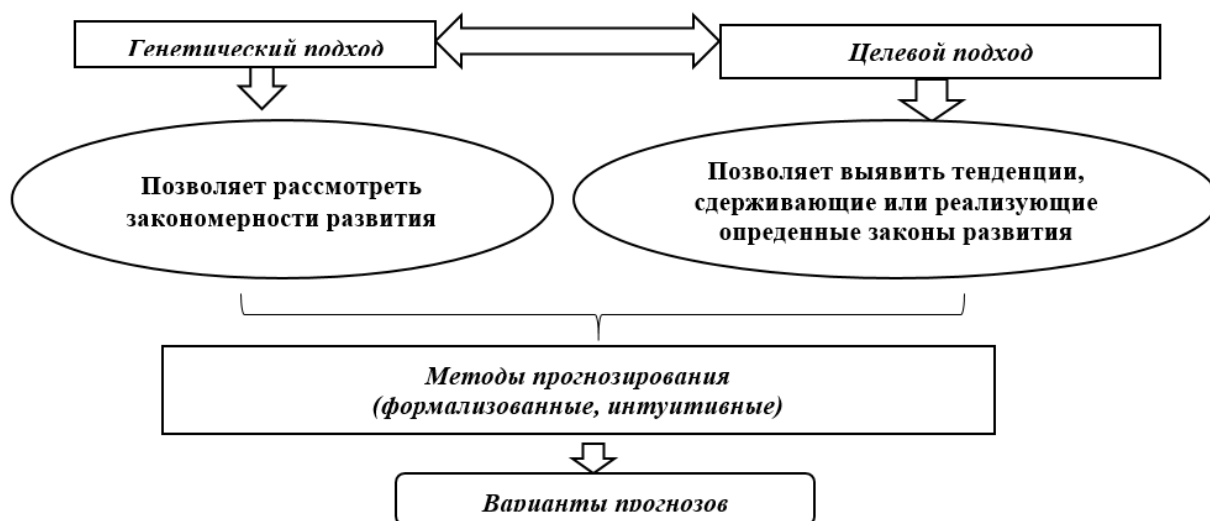 Генетический подход
Целевой подход
Позволяет рассмотреть
закономерности развития
Позволяет выявить тенденции,
сдерживающие или реализующие
опреденные законы развития
Методы прогнозирования
(формализованные, интуитивные)
Варианты прогнозов